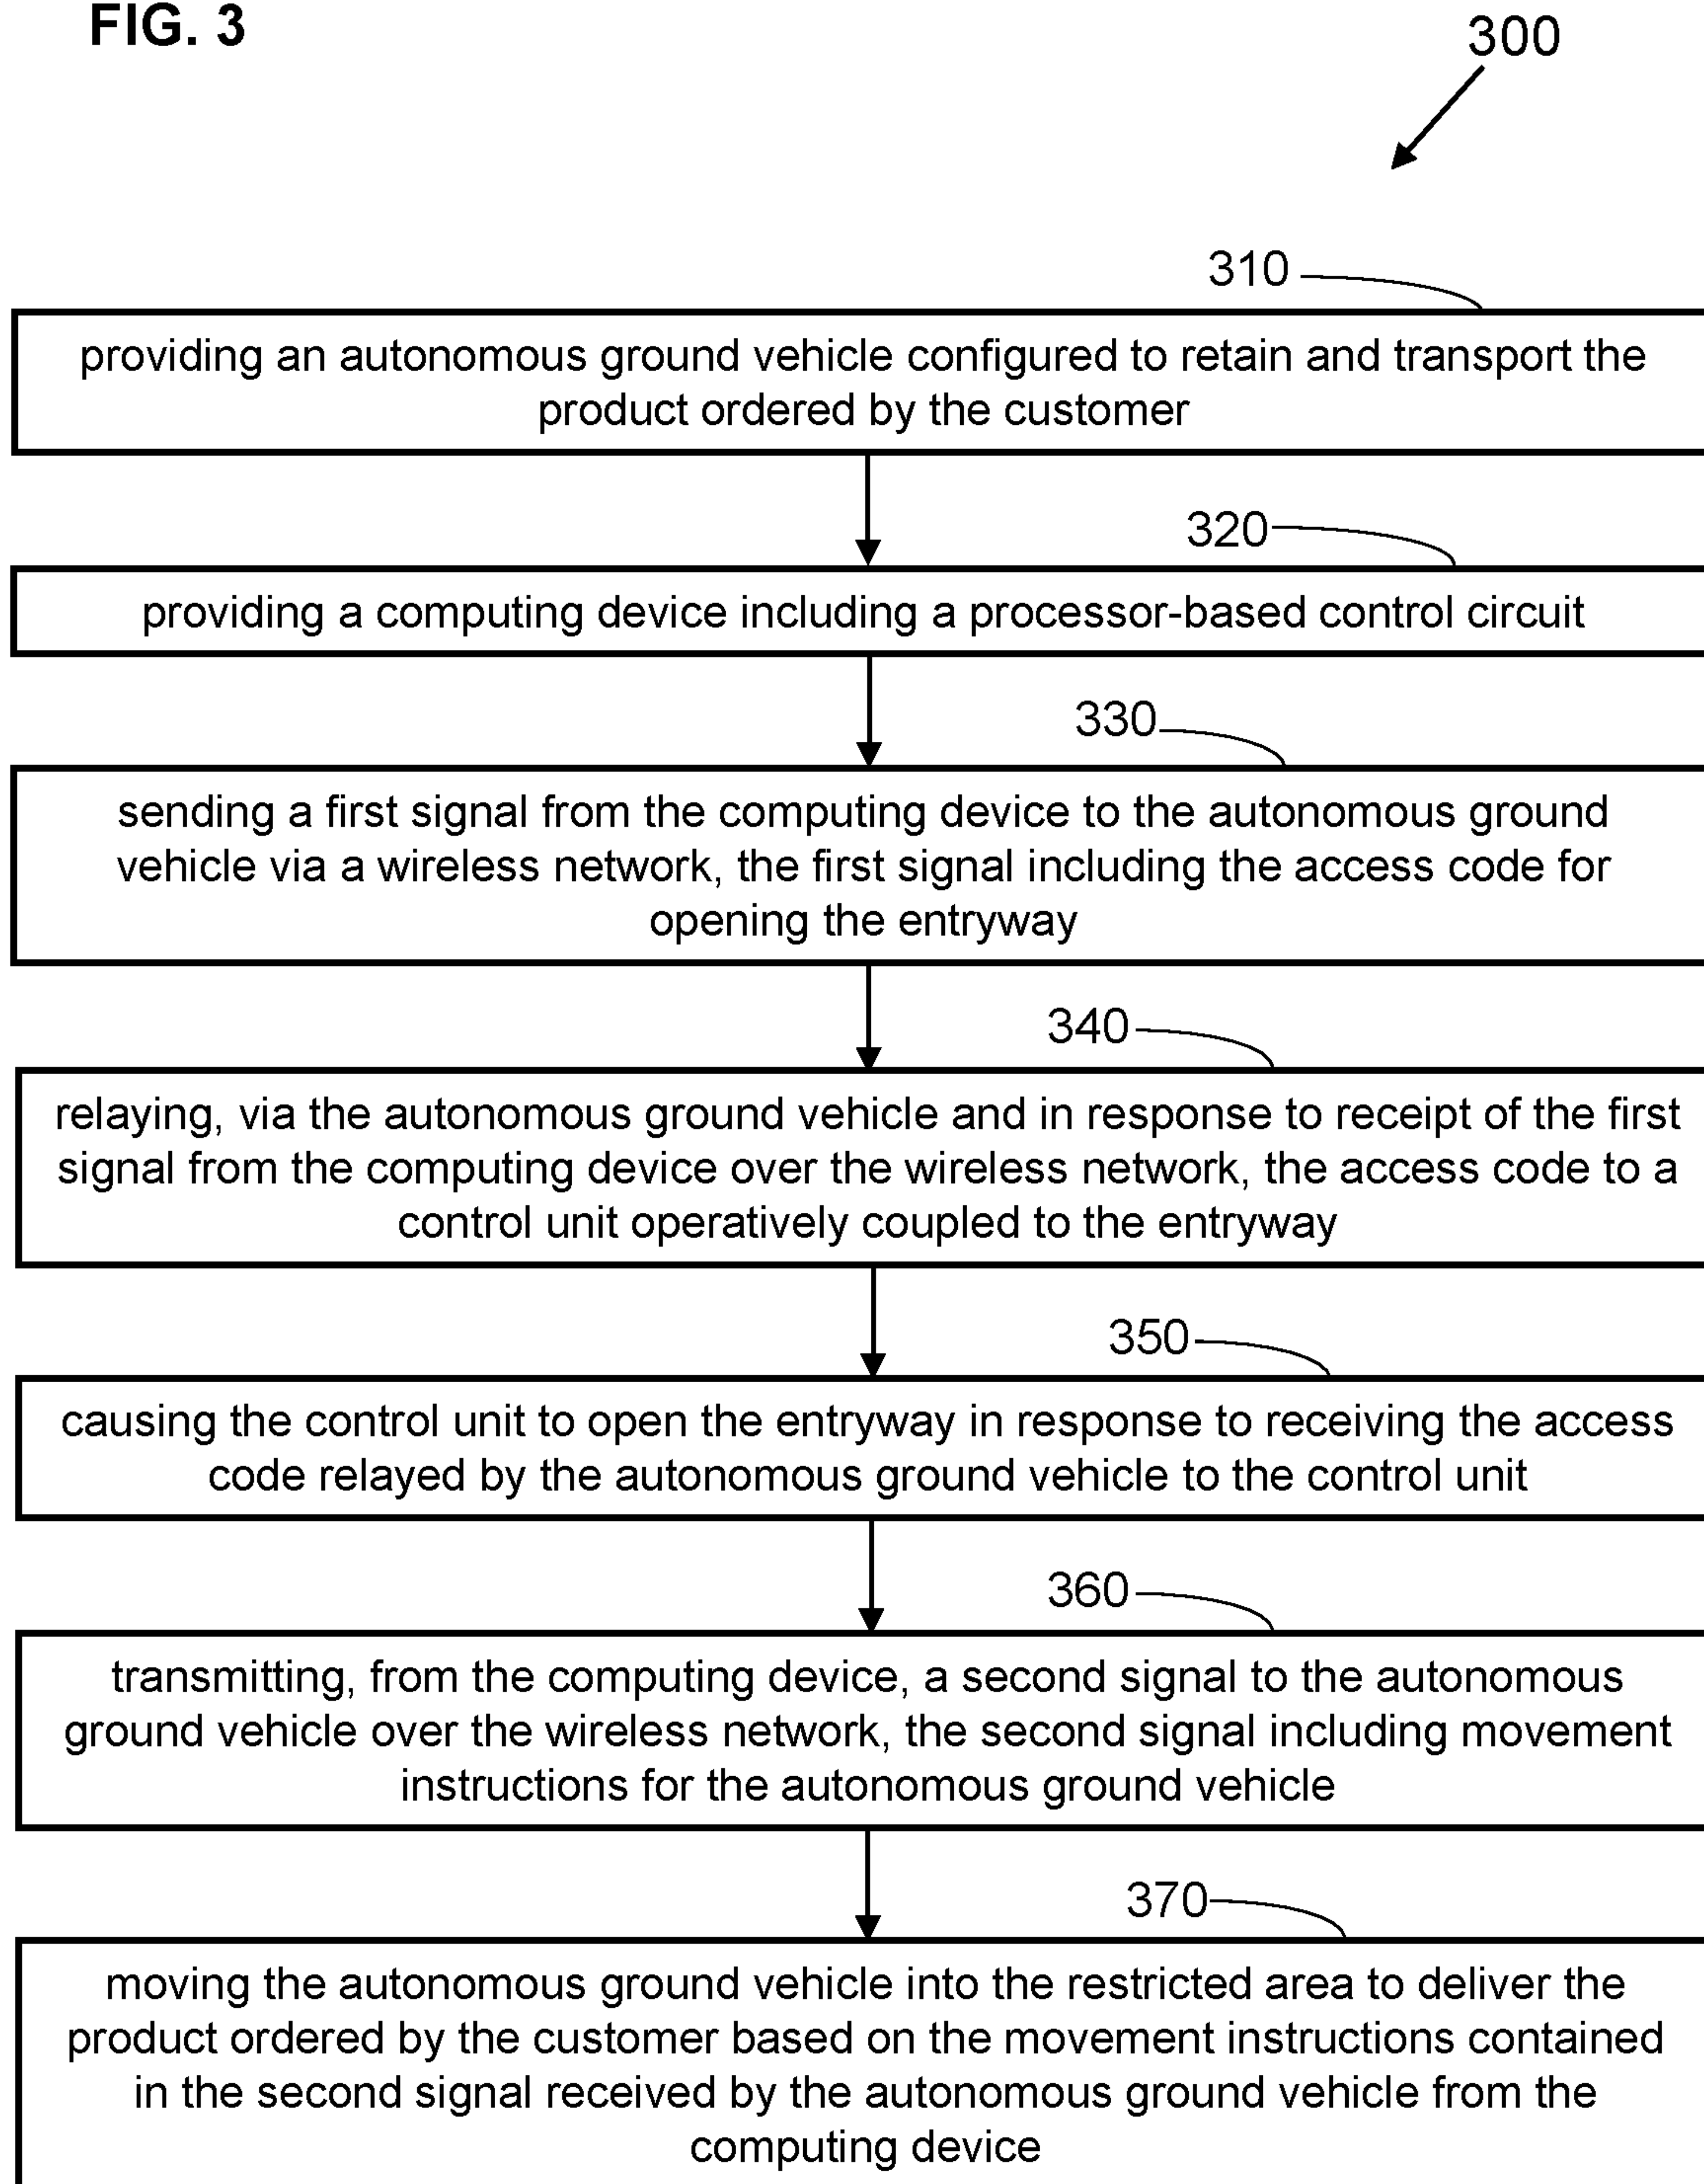 FIG. 3
300
310
providing an autonomous ground vehicle configured to retain and transport the
product ordered by the customer
320
providing a computing device including a processor-based control circuit
330
sending a first signal from the computing device to the autonomous ground
vehicle via a wireless network, the first signal including the access code for
opening the entryway
340
relaying, via the autonomous ground vehicle and in response to receipt of the first
signal from the computing device over the wireless network, the access code to a
control unit operatively coupled to the entryway
350
causing the control unit to open the entryway in response to receiving the access
code relayed by the autonomous ground vehicle to the control unit
360
transmitting, from the computing device, a second signal to the autonomous
ground vehicle over the wireless network, the second signal including movement
instructions for the autonomous ground vehicle
370
moving the autonomous ground vehicle into the restricted area to deliver the
product ordered by the customer based on the movement instructions contained
in the second signal received by the autonomous ground vehicle from the
computing device